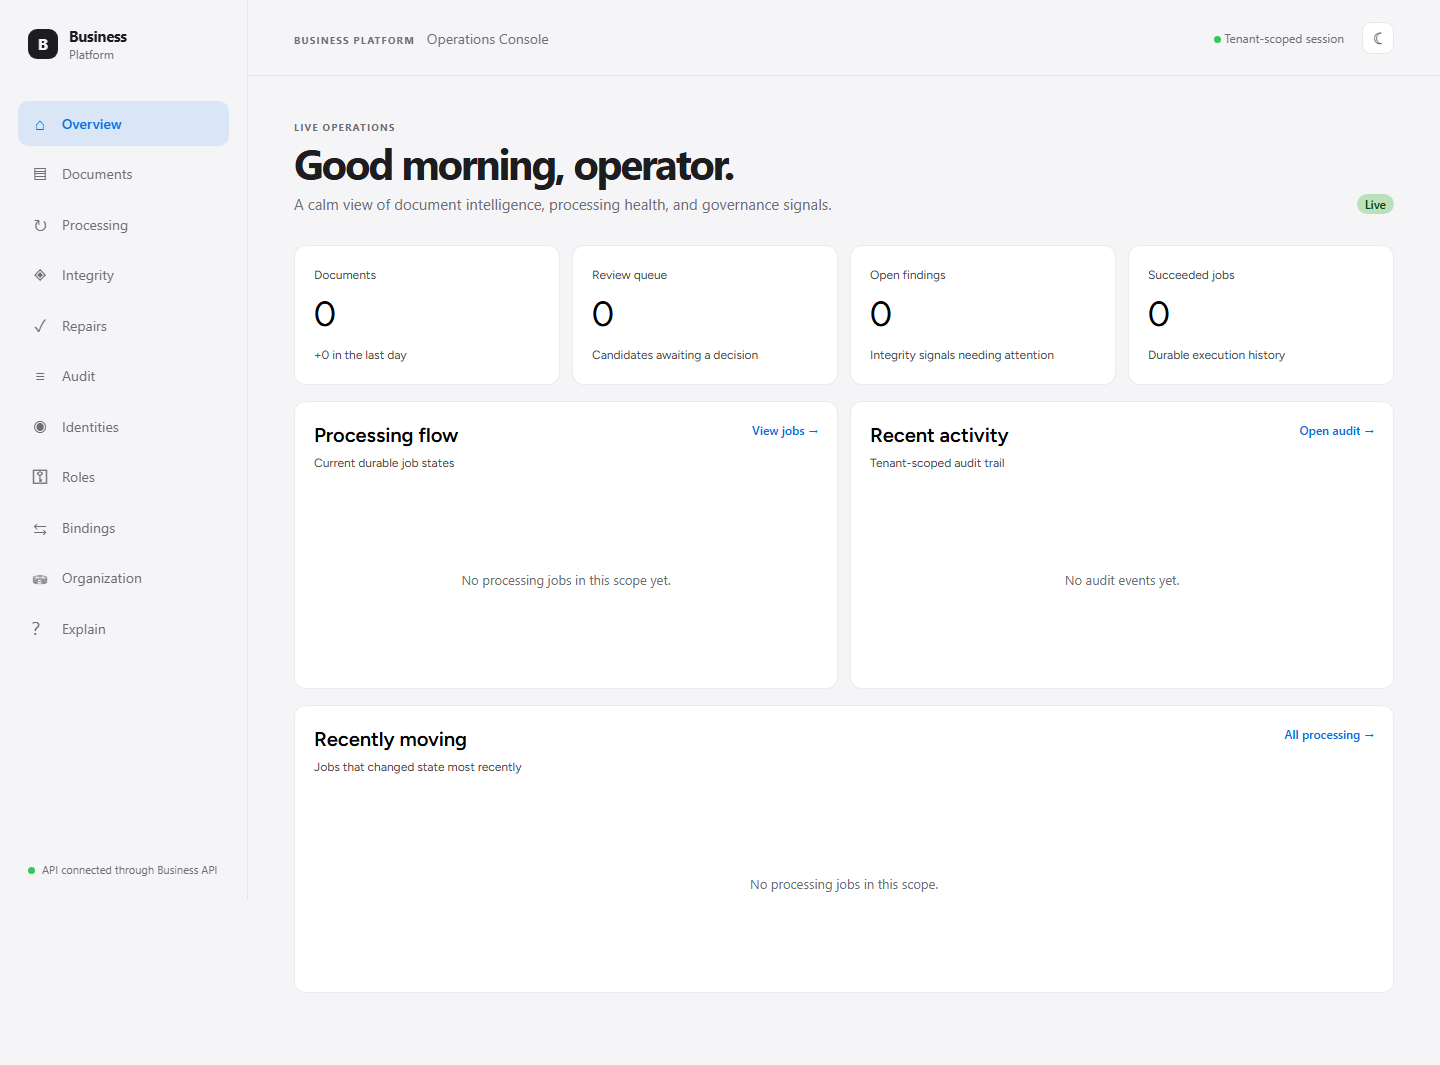 B
Business
Platform
Overview
Documents
Processing
Integrity
Repairs
Audit
Identities
Roles
Bindings
Organization
? Explain
API connected through Business API
BUSINESS PLATFORM Operations Console
Tenant-scoped session
LIVE OPERATIONS
Good morning, operator.
A calm view of document intelligence, processing health, and governance signals.
Live
Documents
0
+0 in the last day
Review queue
0
Candidates awaiting a decision
Open findings
0
Integrity signals needing attention
Succeeded jobs
0
Durable execution history
Processing flow
View jobs →
Current durable job states
No processing jobs in this scope yet.
Recent activity
Open audit →
Tenant-scoped audit trail
No audit events yet.
Recently moving
All processing →
Jobs that changed state most recently
No processing jobs in this scope.